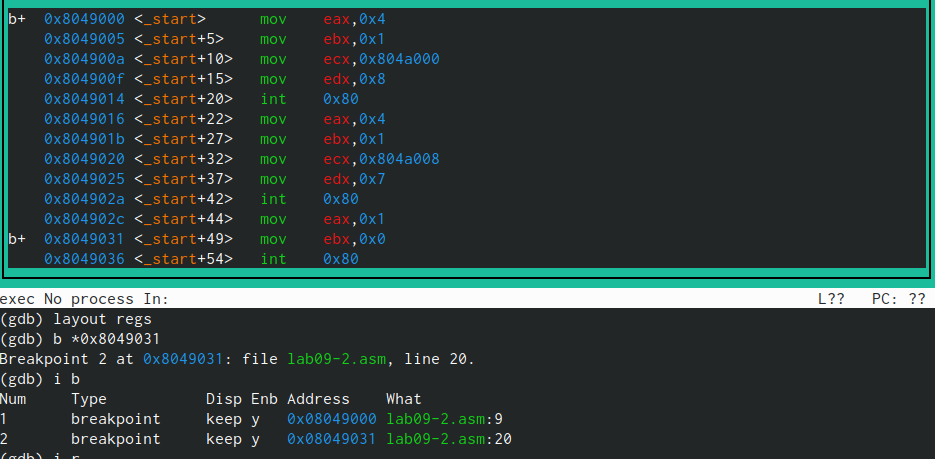 b+ 0x8049000 <_start> mov eax,0x4
0x8049005 <_start+5> mov ebx,0x1
0x804900a <_start+10> mov ecx,0x804a000
0x804900f <_start+15> mov edx,0x8
0x8049014 <_start+20> int 0x80
0x8049016 <_start+22> mov eax,0x4
0x804901b <_start+27> mov ebx,0x1
0x8049020 <_start+32> mov ecx,0x804a008
0x8049025 <_start+37> mov edx,0x7
0x804902a <_start+42> int 0x80
0x804902c <_start+44> mov eax,0x1
b+ 0x8049031 <_start+49> mov ebx,0x0
0x8049036 <_start+54> int 0x80
exec No process In: L?? PC: ??
(gdb) layout regs
(gdb) b *0x8049031
Breakpoint 2 at 0x8049031: file lab09-2.asm, line 20.
(gdb) i b
Num Type Disp Enb Address What
1 breakpoint keep y 0x08049000 lab09-2.asm:9
2 breakpoint keep y 0x08049031 lab09-2.asm:20
(gdb) i r